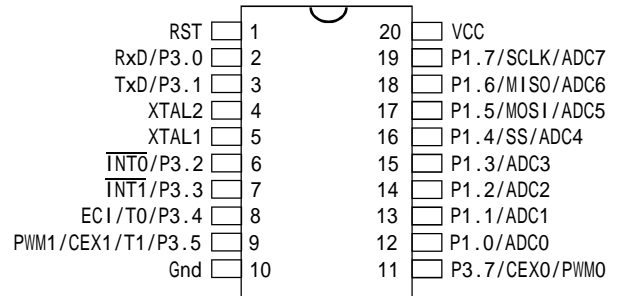 RST 1 20 VCC
RxD/P3.0 2 19 P1.7/SCLK/ADC7
TxD/P3.1 3 18 P1.6/MISO/ADC6
XTAL2 4 17 P1.5/MOSI/ADC5
XTAL1 5 16 P1.4/SS/ADC4
INT0/P3.2 6 15 P1.3/ADC3
INT1/P3.3 7 14 P1.2/ADC2
ECI/T0/P3.4 8 13 P1.1/ADC1
PWM1/CEX1/T1/P3.5 9 12 P1.0/ADC0
Gnd 10 11 P3.7/CEX0/PWM0